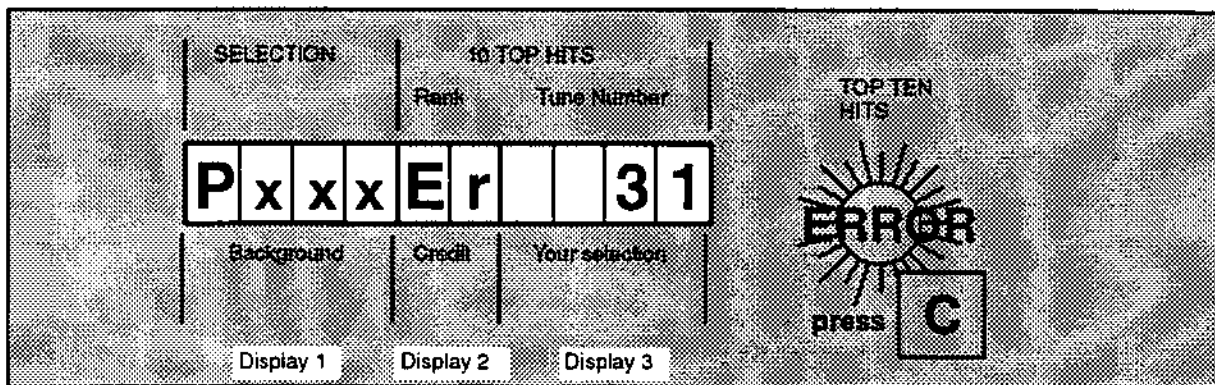 SELECTION 10 TOP HITS
Rank Tune Number
TOP TEN
HITS
P x x x E r 3 1
ERROR
Background Credit Your selection
press C
Display 1 Display 2 Display 3